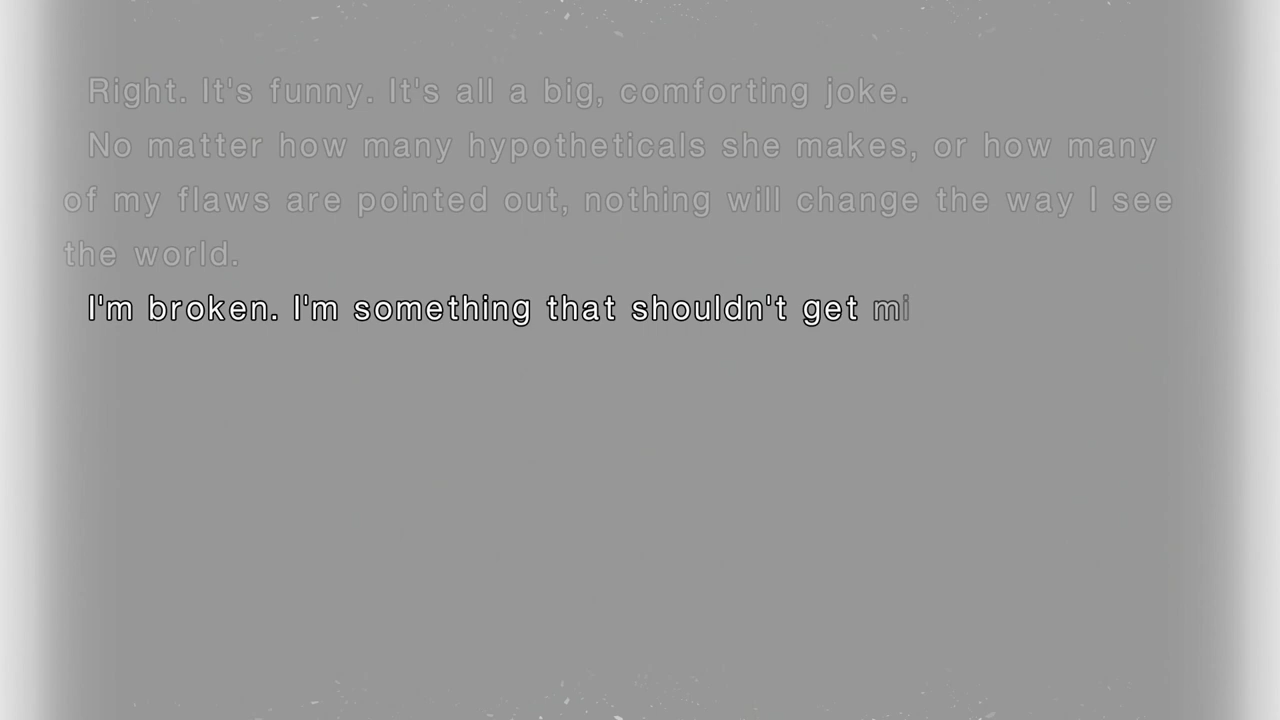 Right. It's funny. It's all a big, comforting joke.
No matter how many hypotheticals she makes, or how many
of my flaws are pointed out, nothing will change the way I see
the world.
I'm broken. I'm something that shouldn't get mi